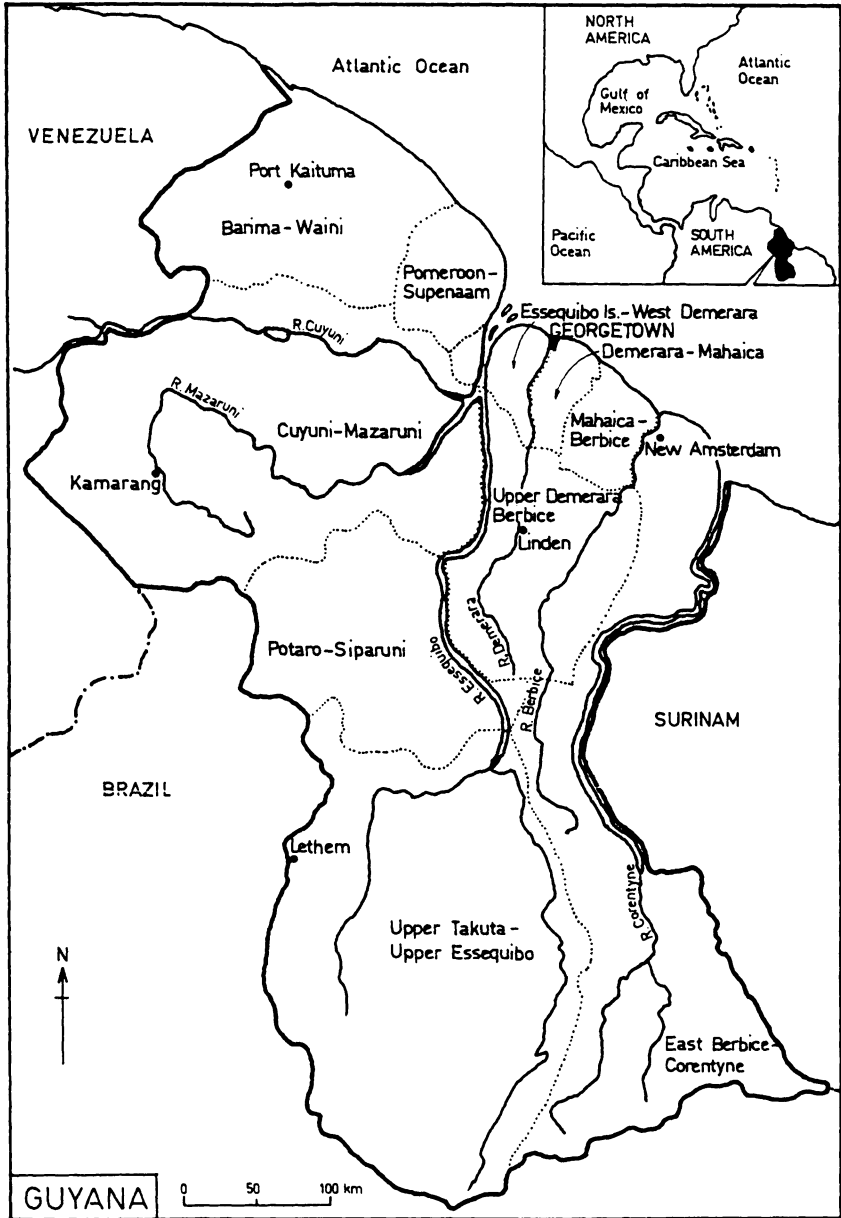 NORTH
AMERICA
Atlantic
Ocean
Gulf of
Mexico
Caribbean Sea
Pacific
Ocean
SOUTH
AMERICA
Atlantic Ocean
VENEZUELA
Port Kaituma
Barima-Waini
Pomeroon-
Supenaam
Essequibo Is.-West Demerara
GEORGETOWN
Demerara-Mahaica
R.Cuyuni
R. Mazaruni
Cuyuni-Mazaruni
Mahaica-
Berbice
New Amsterdam
Kamarang
Upper Demerara
Berbice
Linden
R.Demerara
Potaro-Siparuni
R. Essequibo
R. Berbice
SURINAM
BRAZIL
Lethem
R.Corentyne
Upper Takuta-
Upper Essequibo
N
East Berbice-
Corentyne
GUYANA
0 50 100 km